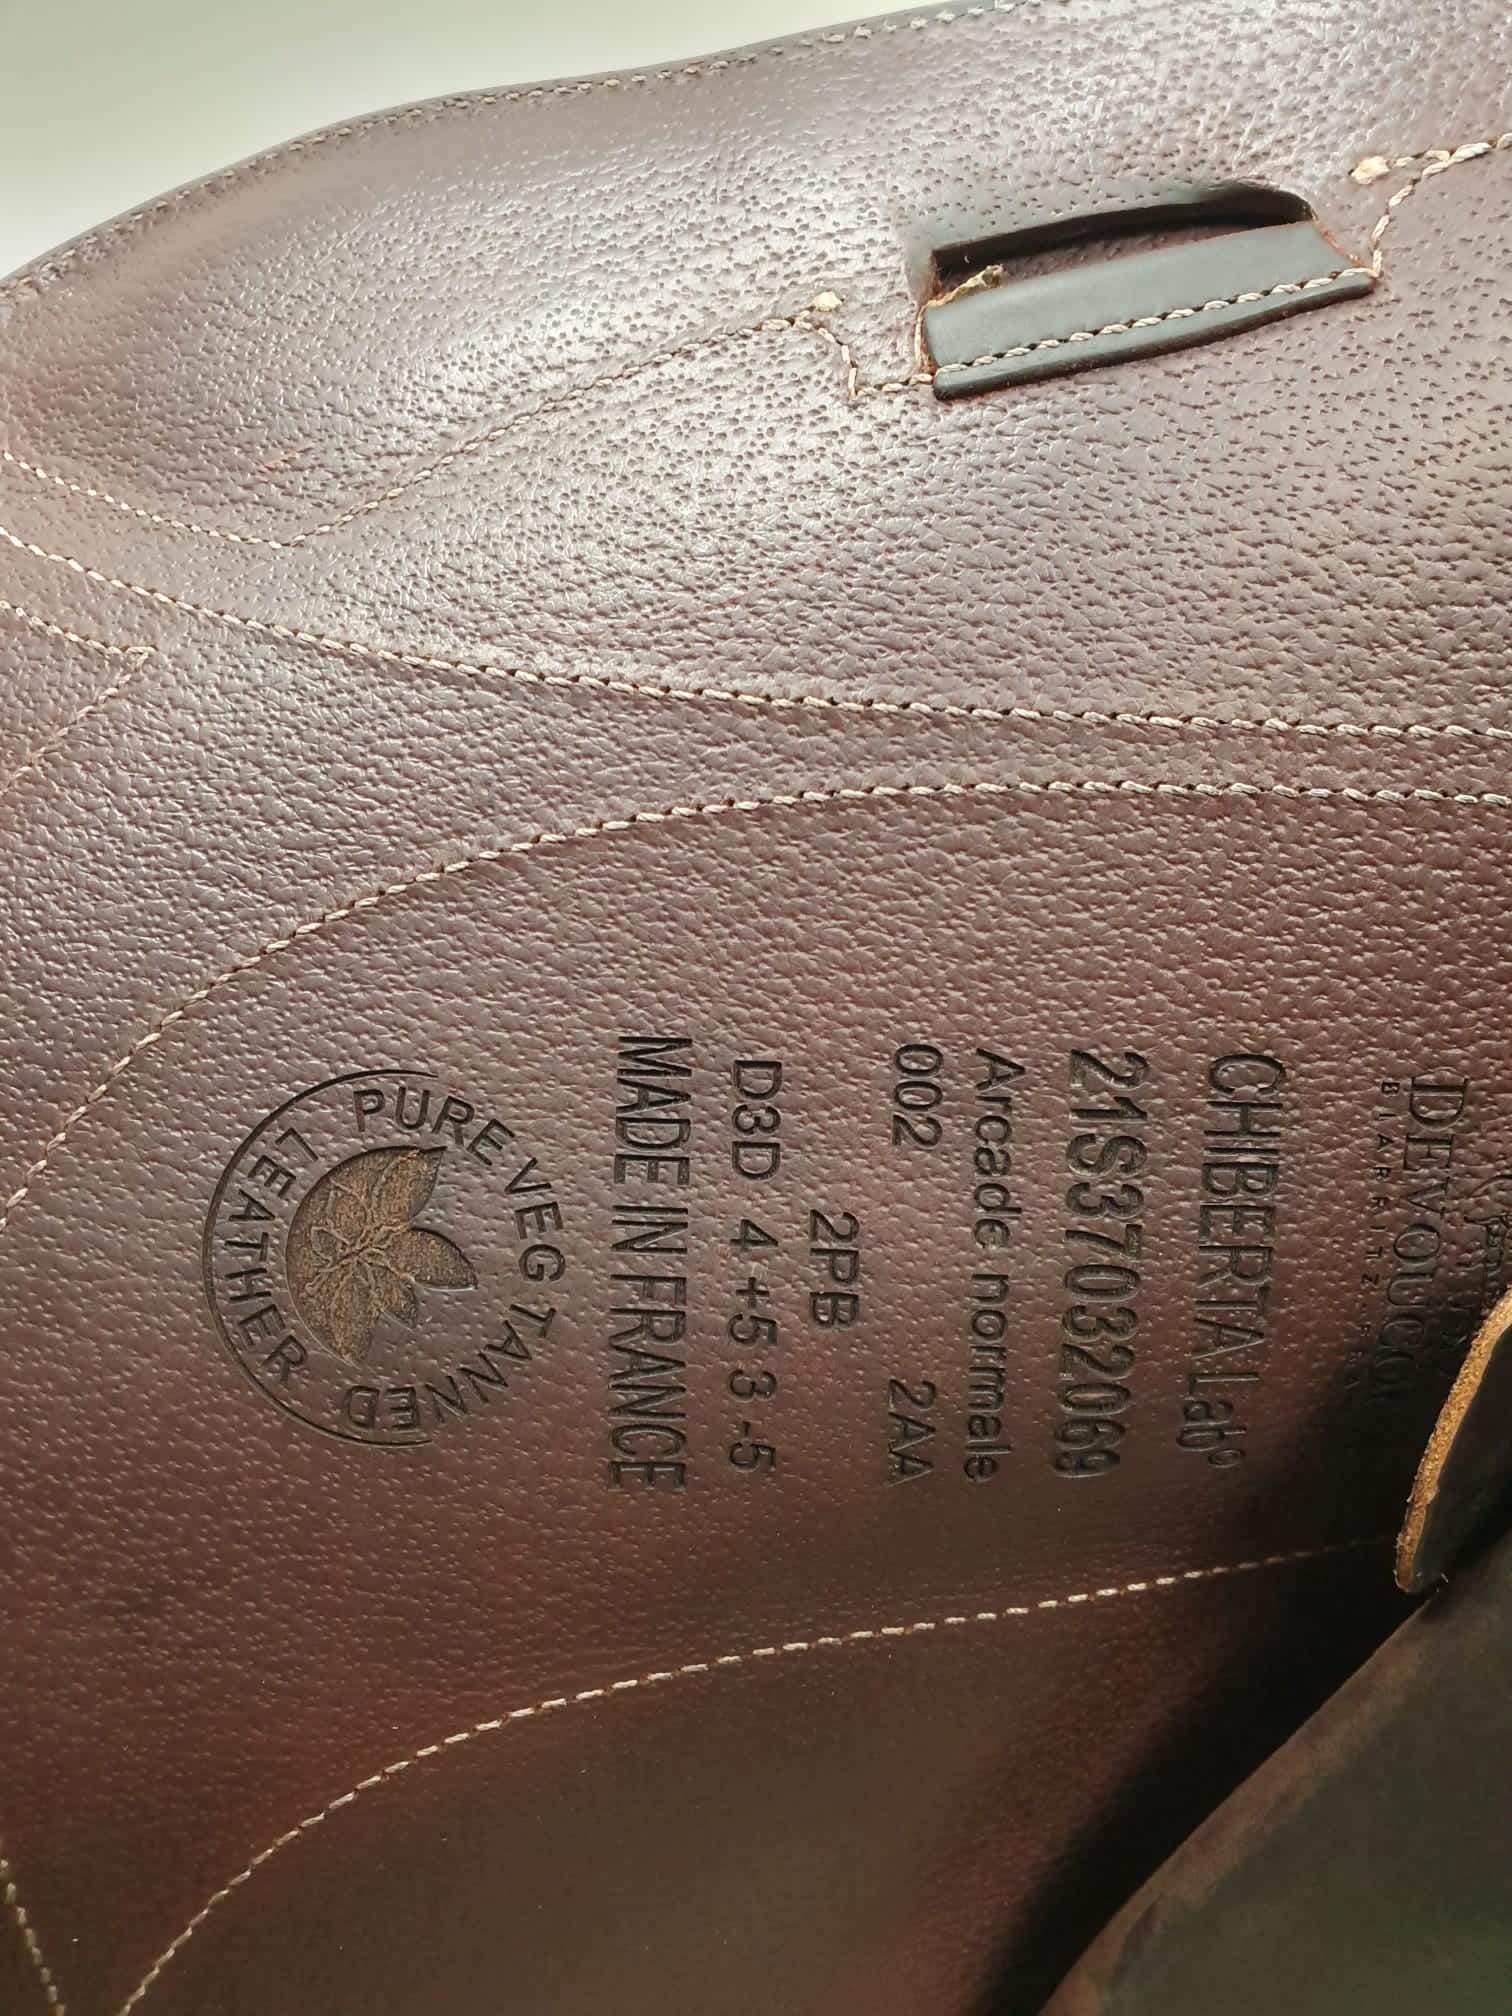 DEVOUCOUX
BIARRITZ
CHIBERTA Lab°
21S37032069
Arcade normale
002 2AA
2PB
D3D 4 +5 3 -5
MADE IN FRANCE
PURE VEG TANNED
LEATHER